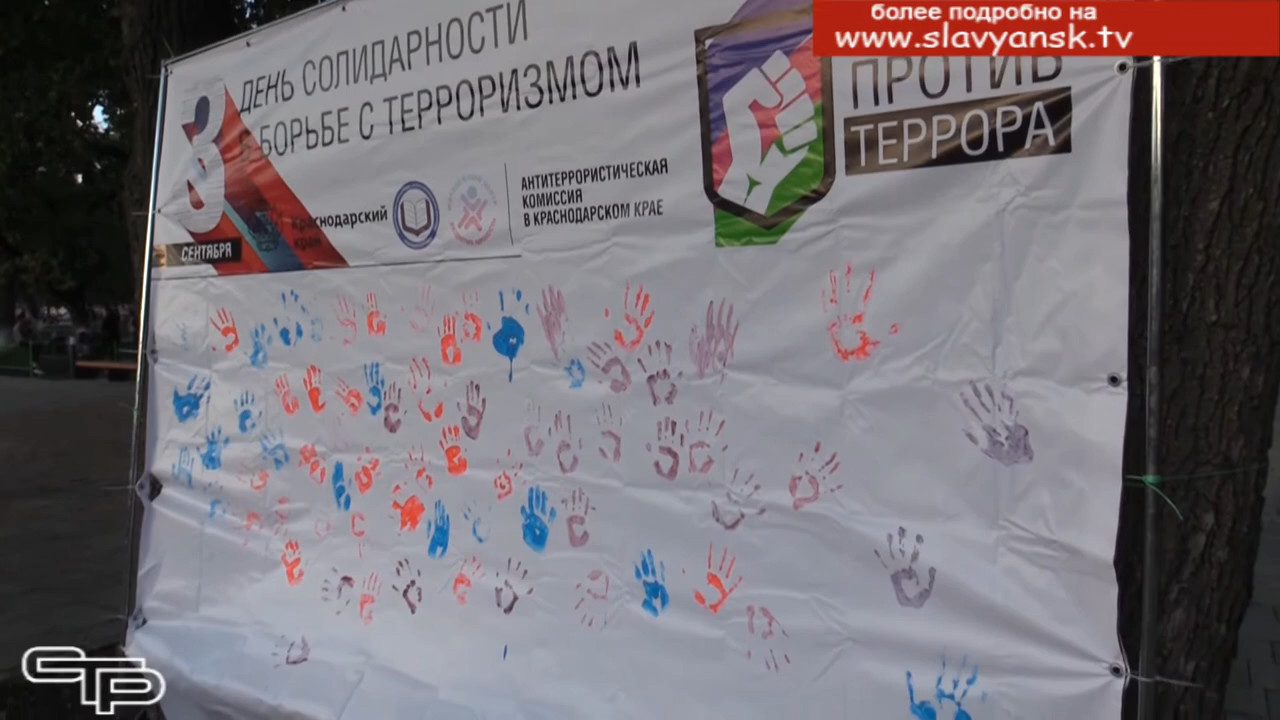 более подробно на
www.slavyansk.tv
3
СЕНТЯБРЯ
ДЕНЬ СОЛИДАРНОСТИ
В БОРЬБЕ С ТЕРРОРИЗМОМ
Краснодарский
край
АНТИТЕРРОРИСТИЧЕСКАЯ
КОМИССИЯ
В КРАСНОДАРСКОМ КРАЕ
ПРОТИВ
ТЕРРОРА
СТР